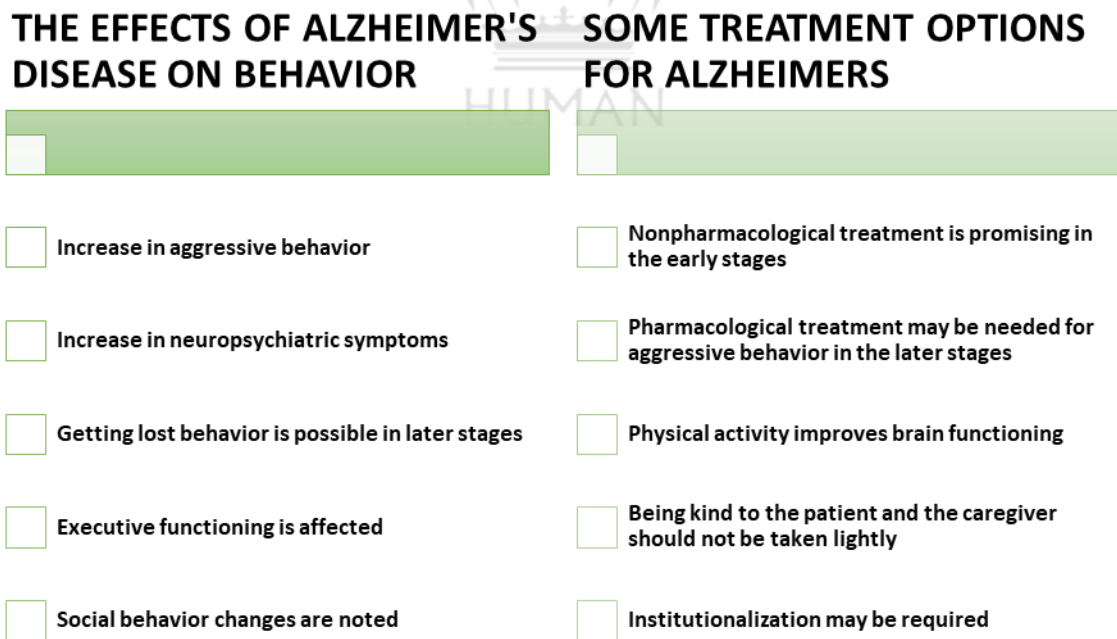 THE EFFECTS OF ALZHEIMER'S
DISEASE ON BEHAVIOR
Increase in aggressive behavior
Increase in neuropsychiatric symptoms
Getting lost behavior is possible in later stages
Executive functioning is affected
Social behavior changes are noted
SOME TREATMENT OPTIONS
FOR ALZHEIMERS
Nonpharmacological treatment is promising in
the early stages
Pharmacological treatment may be needed for
aggressive behavior in the later stages
Physical activity improves brain functioning
Being kind to the patient and the caregiver
should not be taken lightly
Institutionalization may be required
HUMAN